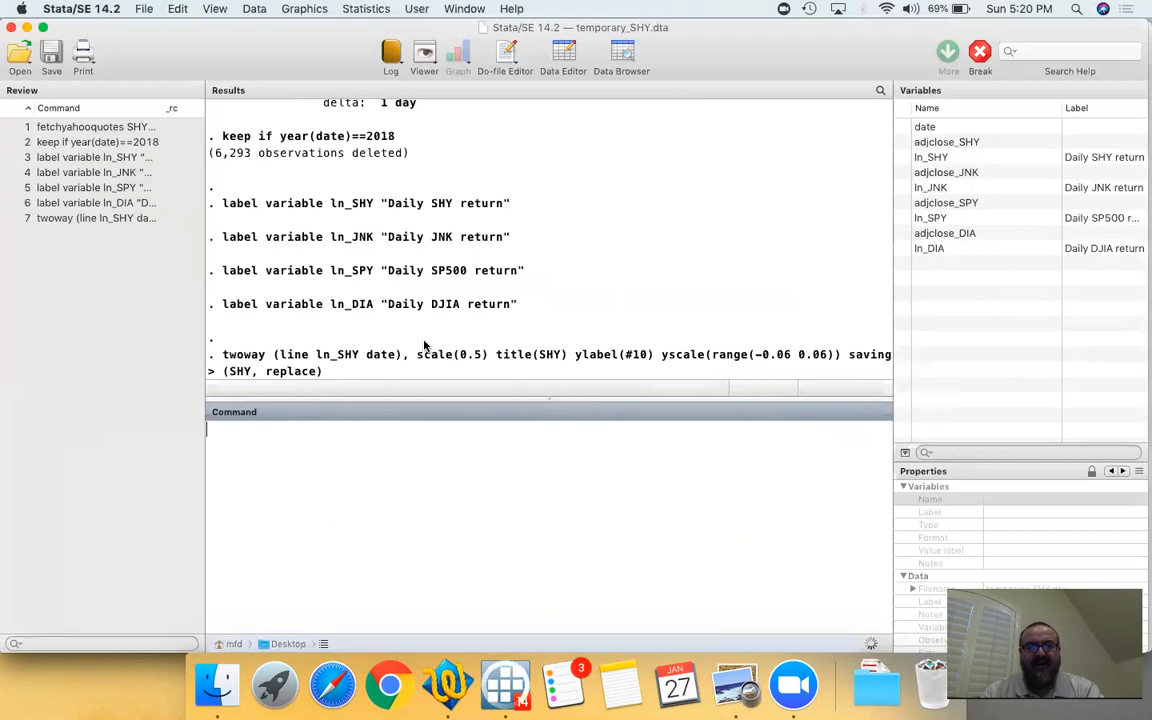 Stata/SE 14.2 File Edit View Data Graphics Statistics User Window Help 69% Sun 5:20 PM
Stata/SE 14.2 — temporary_SHY.dta
Open Save Print Log Viewer Graph Do-file Editor Data Editor Data Browser More Break Search Help
Review
Command _rc
1 fetchyahooquotes SHY...
2 keep if year(date)==2018
3 label variable ln_SHY "...
4 label variable ln_JNK "...
5 label variable ln_SPY "...
6 label variable ln_DIA "D...
7 twoway (line ln_SHY da...
Results
delta: 1 day
. keep if year(date)==2018
(6,293 observations deleted)
.
. label variable ln_SHY "Daily SHY return"
. label variable ln_JNK "Daily JNK return"
. label variable ln_SPY "Daily SP500 return"
. label variable ln_DIA "Daily DJIA return"
.
. twoway (line ln_SHY date), scale(0.5) title(SHY) ylabel(#10) yscale(range(-0.06 0.06)) saving
> (SHY, replace)
Command
mfd Desktop
Variables
Name Label
date
adjclose_SHY
ln_SHY Daily SHY return
adjclose_JNK
ln_JNK Daily JNK return
adjclose_SPY
ln_SPY Daily SP500 r...
adjclose_DIA
ln_DIA Daily DJIA return
Properties
Variables
Name
Label
Type
Format
Value label
Notes
Data
Label
Notes
3
14
JAN
27